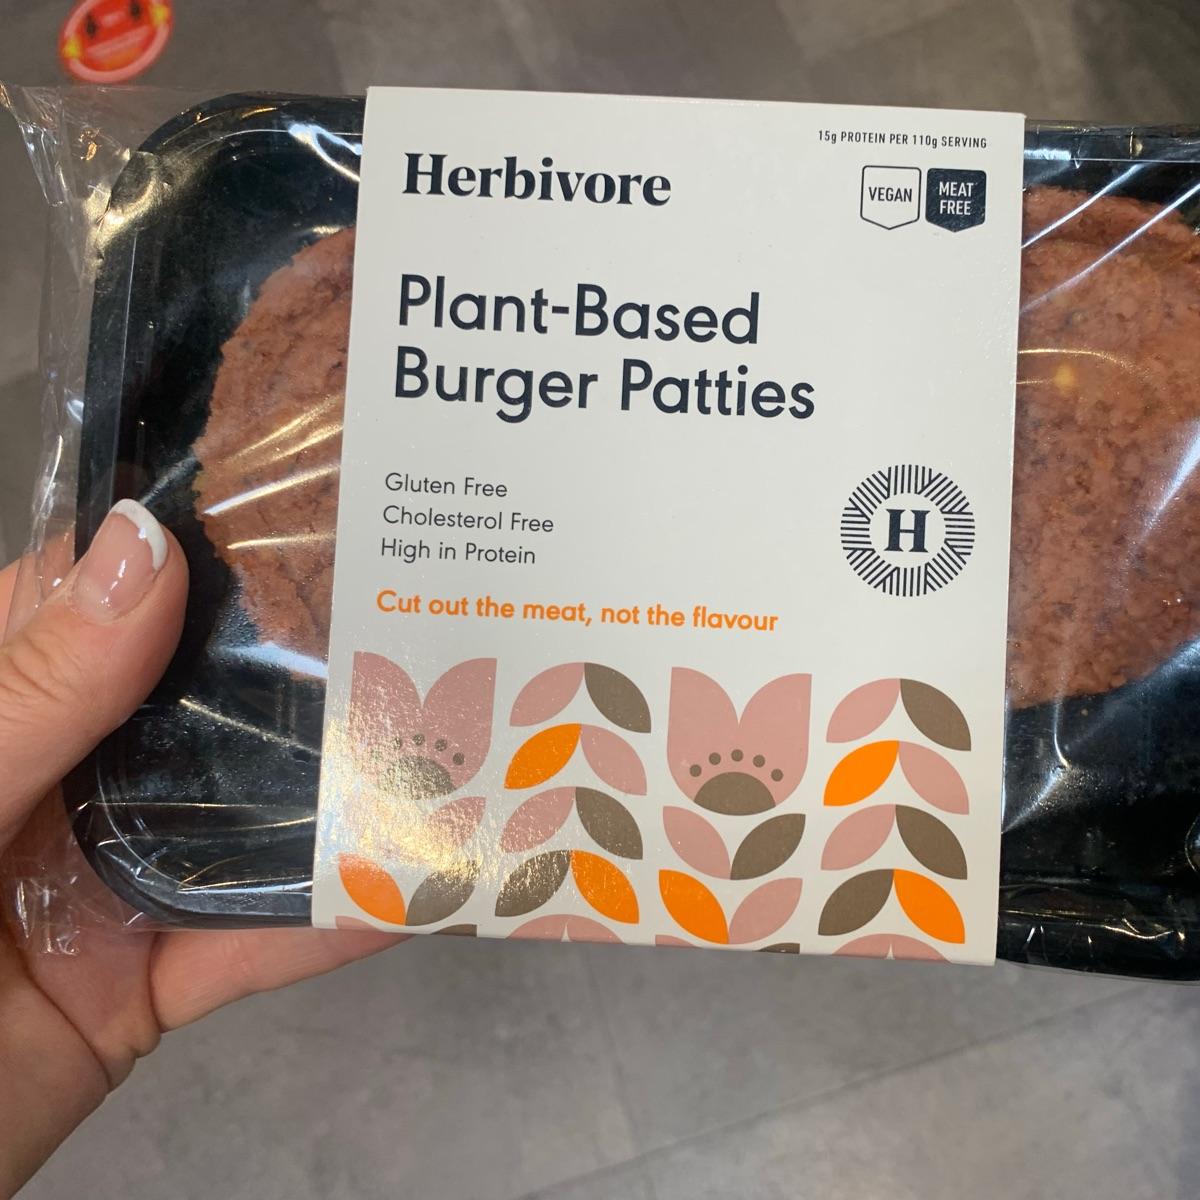 15g PROTEIN PER 110g SERVING
Herbivore
VEGAN
MEAT
FREE
Plant-Based
Burger Patties
Gluten Free
Cholesterol Free
High in Protein
H
Cut out the meat, not the flavour